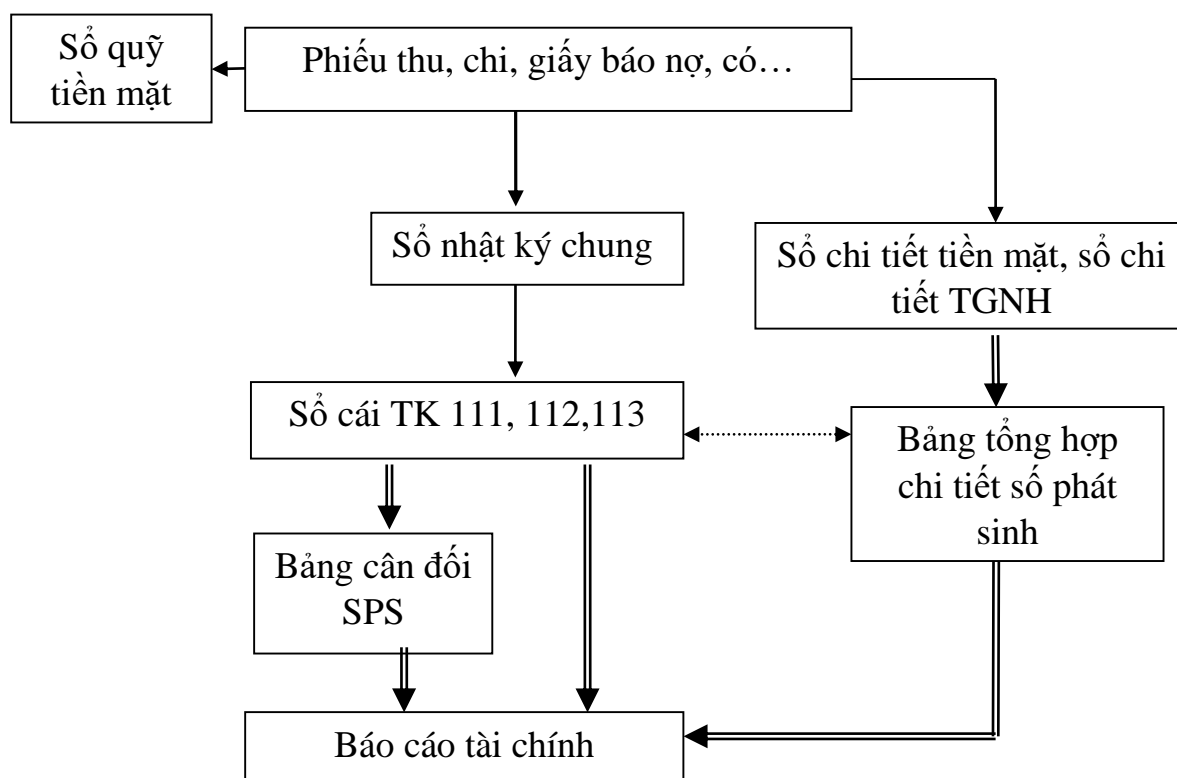 Sổ quỹ
tiền mặt
Phiếu thu, chi, giấy báo nợ, có…
Sổ nhật ký chung
Sổ chi tiết tiền mặt, sổ chi
tiết TGNH
Sổ cái TK 111, 112,113
Bảng tổng hợp
chi tiết số phát
sinh
Bảng cân đối
SPS
Báo cáo tài chính